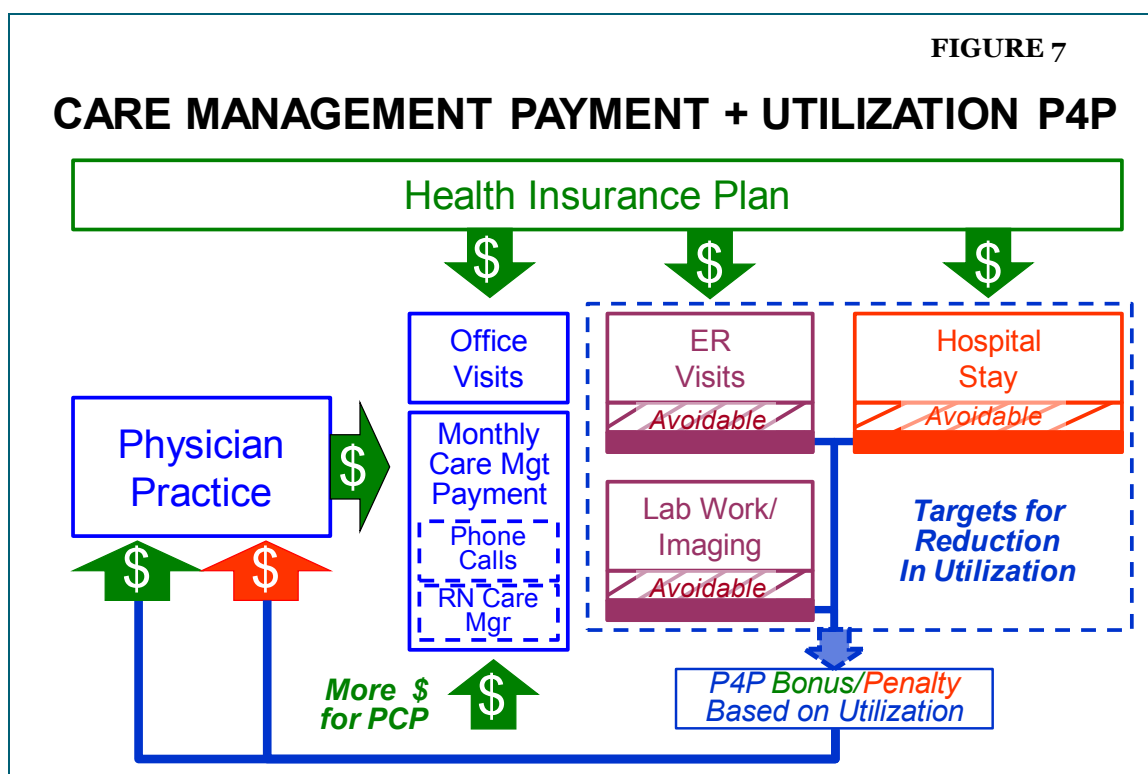 FIGURE 7
CARE MANAGEMENT PAYMENT + UTILIZATION P4P
Health Insurance Plan
$
$
$
Office
Visits
ER
Visits
Avoidable
Hospital
Stay
Avoidable
Physician
Practice
$
Monthly
Care Mgt
Payment
Phone
Calls
RN Care
Mgr
Lab Work/
Imaging
Avoidable
Targets for
Reduction
In Utilization
$
$
More $
for PCP
$
P4P Bonus/Penalty
Based on Utilization